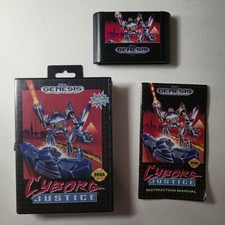 GENESIS
GENESIS
CYBORG
JUSTICE
SEGA
GENESIS
CYBORG
JUSTICE
INSTRUCTION MANUAL